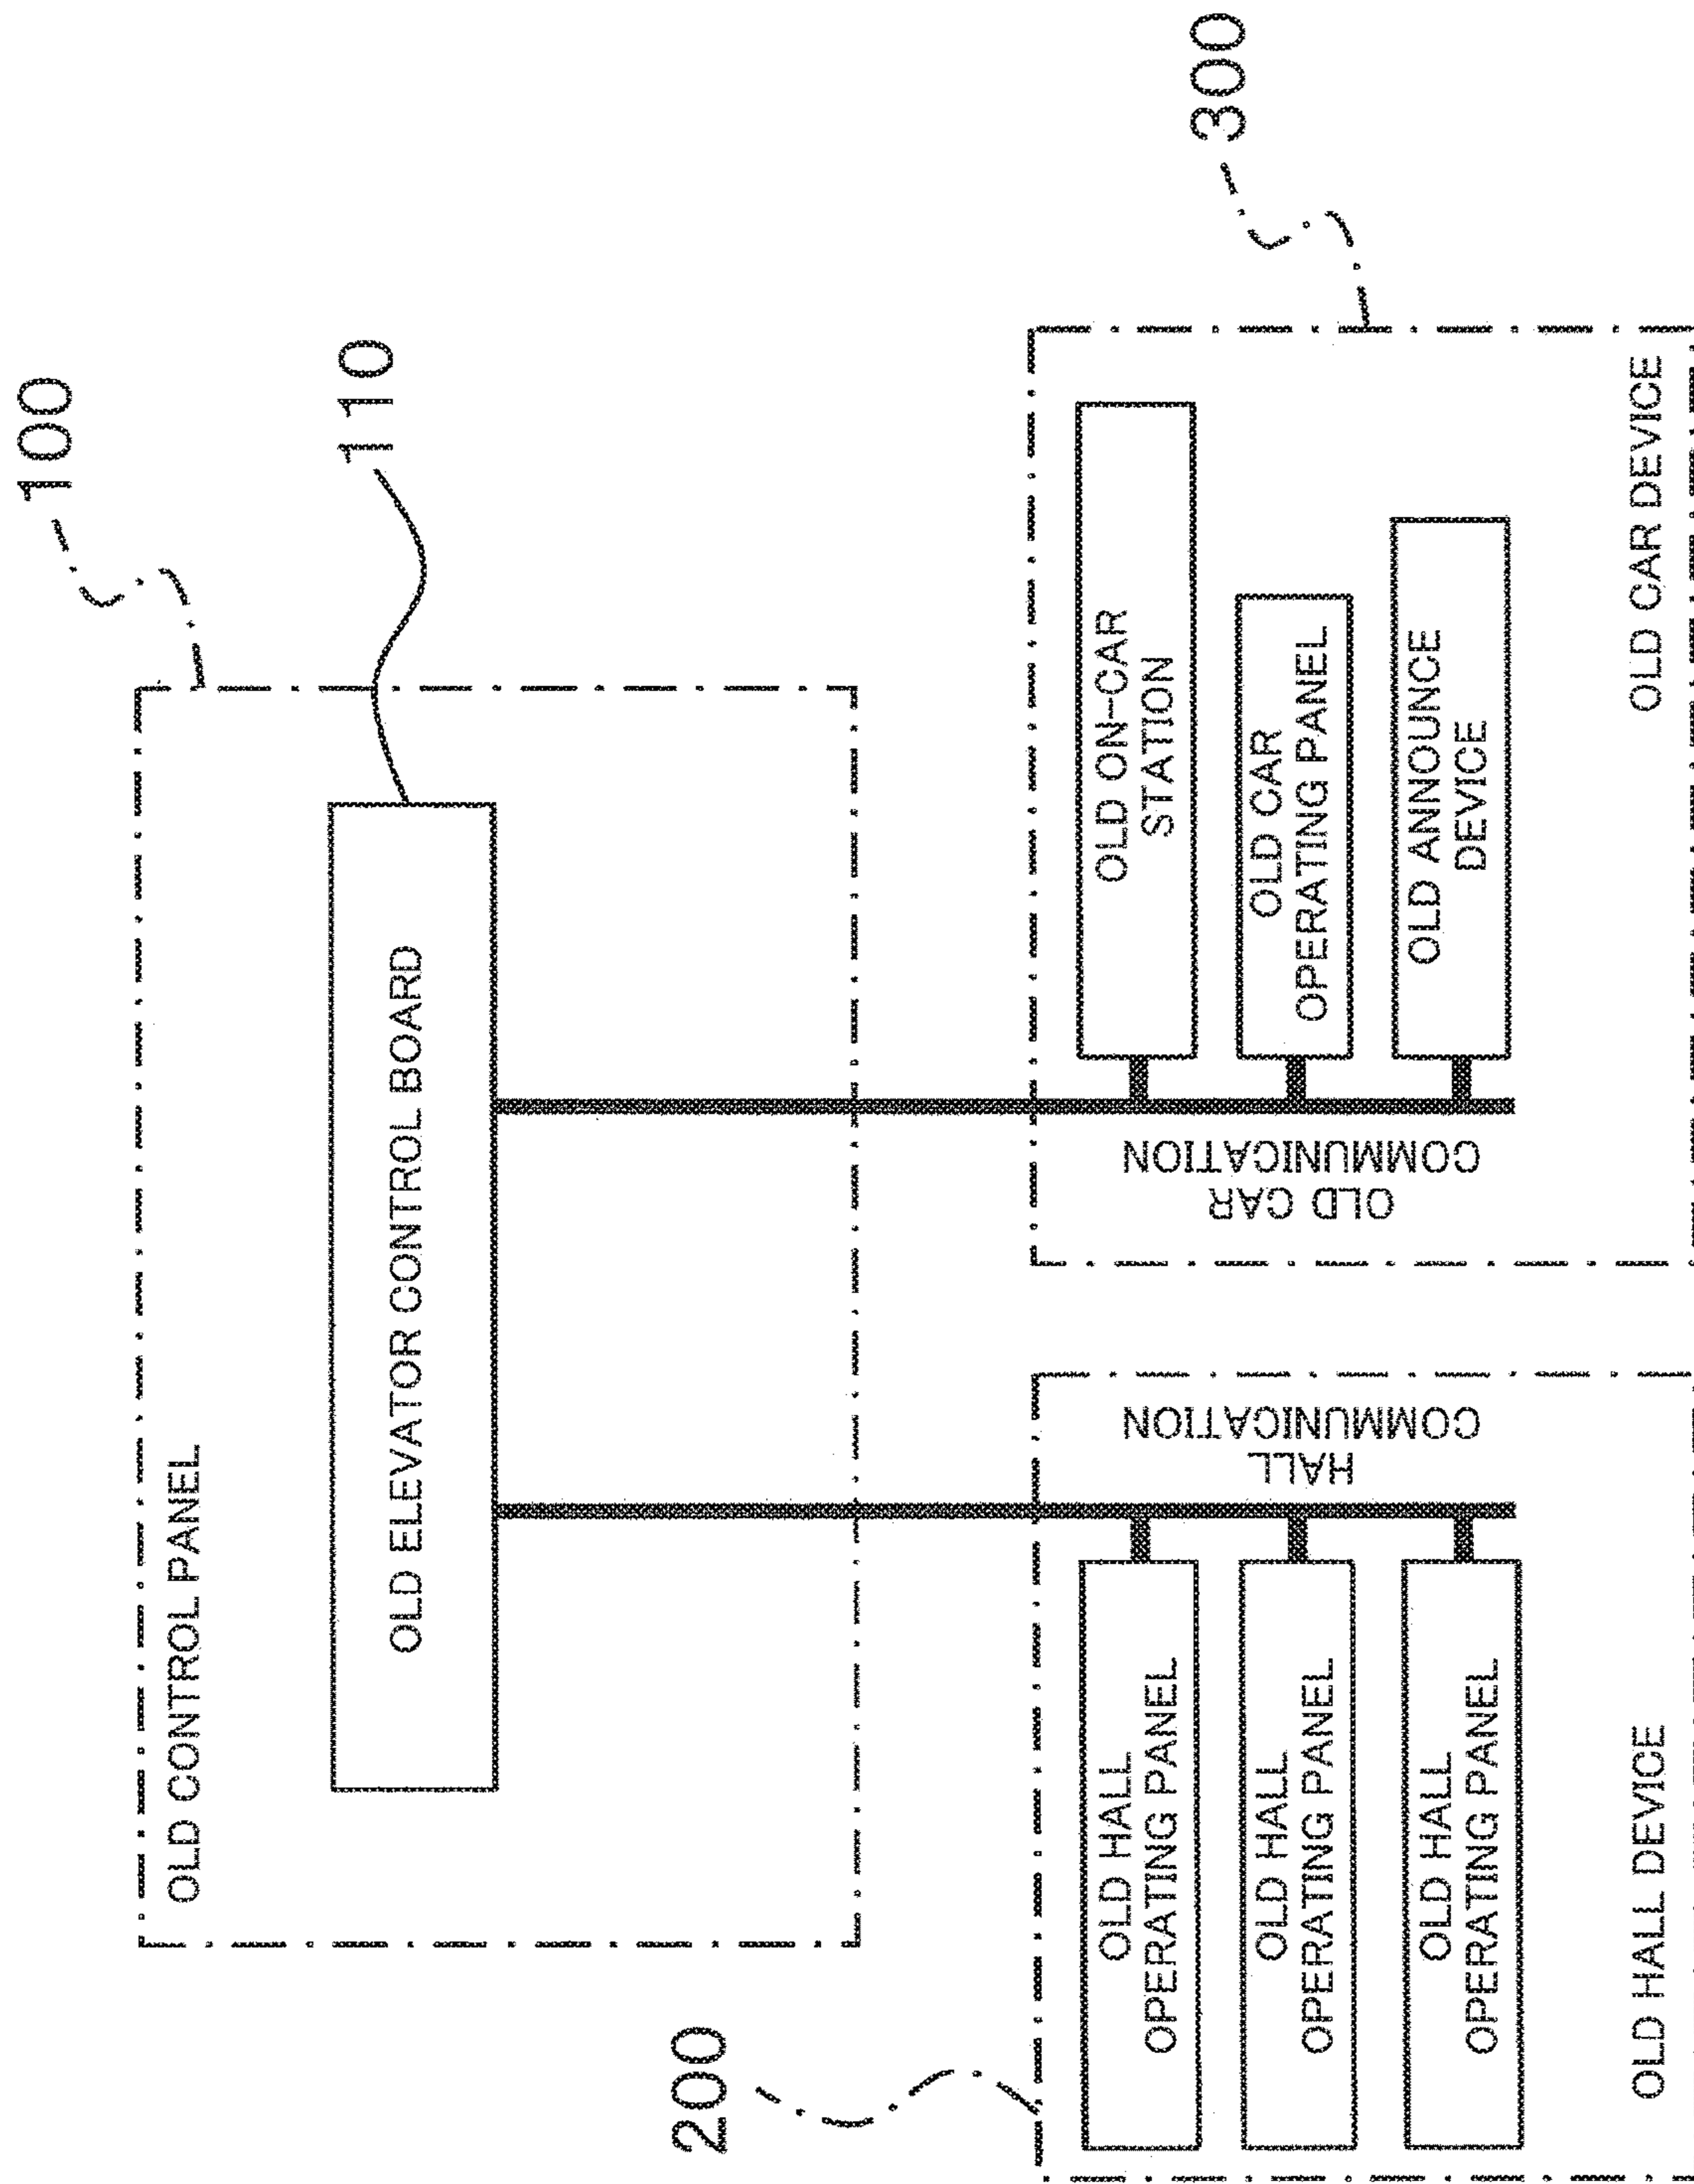 100
OLD CONTROL PANEL
110
OLD ELEVATOR CONTROL BOARD
200
300
OLD HALL
OPERATING PANEL
OLD HALL
OPERATING PANEL
OLD HALL
OPERATING PANEL
HALL
COMMUNICATION
OLD HALL DEVICE
OLD CAR
COMMUNICATION
OLD ON-CAR
STATION
OLD CAR
OPERATING PANEL
OLD ANNOUNCE
DEVICE
OLD CAR DEVICE